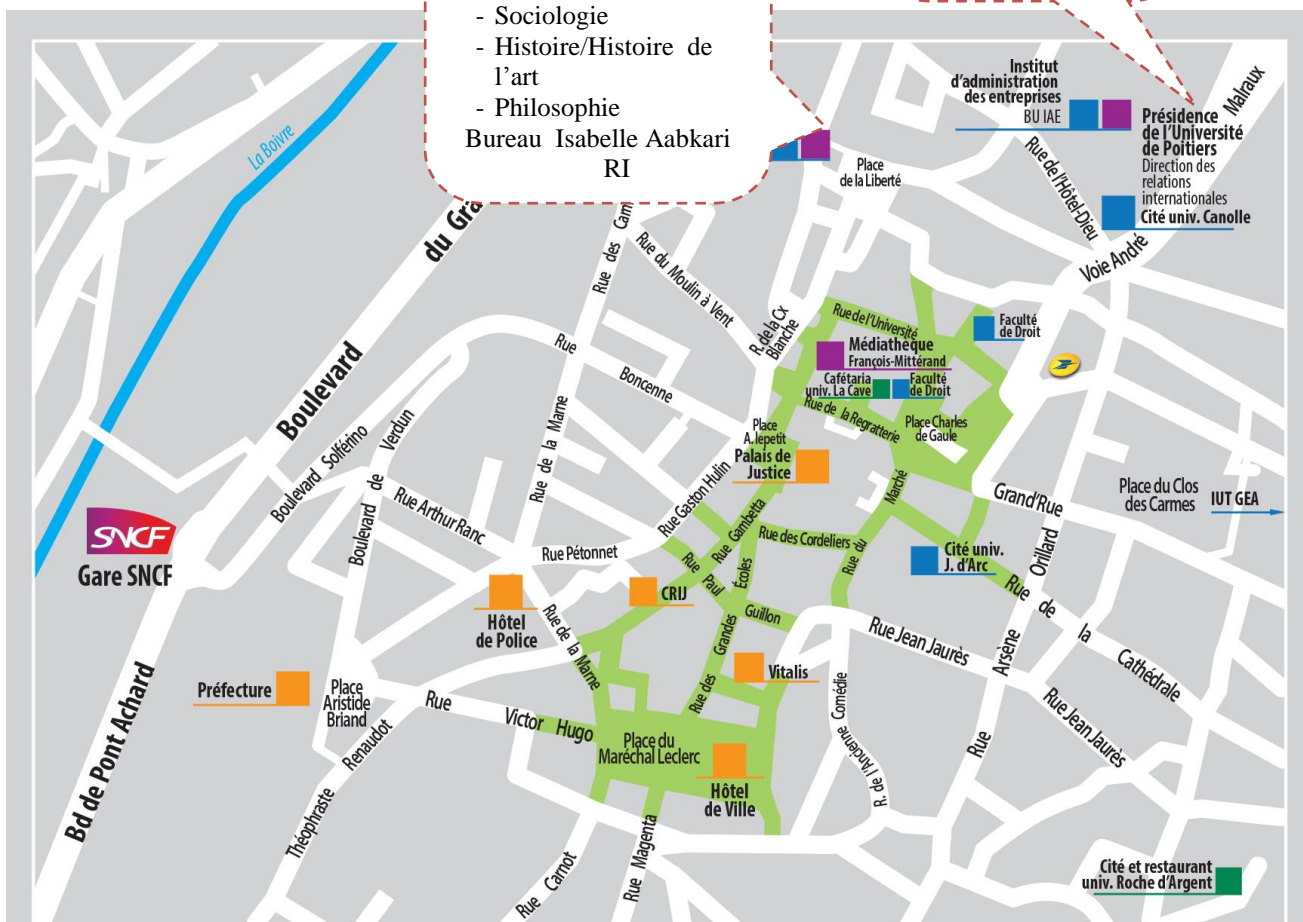 - Sociologie
- Histoire/Histoire de
l’art
- Philosophie
Bureau Isabelle Aabkari
RI
Institut
d'administration
des entreprises
BU IAE
Présidence
de l'Université
de Poitiers
Direction des
relations
internationales
Cité univ. Canolle
Malraux
Voie André
Rue de l'Hôtel-Dieu
La Boivre
Place
de la Liberté
du Gra
Boulevard
Rue des Cam
Rue du Moulin à Vent
R. de la Cx
Blanche
Rue de l'Université
Faculté
de Droit
Médiathèque
François-Mittérand
Cafétaria
univ. La Cave
Faculté
de Droit
Rue
Boncenne
Rue de la Regratterie
Place Charles
de Gaule
Place
A. lepetit
Palais de
Justice
Boulevard Solférino
Boulevard de Verdun
Rue de la Marne
Rue Arthur Ranc
Rue Gaston Hulin
Rue Gambetta
Rue du Marché
Grand'Rue
Place du Clos
des Carmes
IUT GEA
SNCF
Gare SNCF
Rue Pétonnet
Rue des Cordeliers
Cité univ.
J. d'Arc
Rue Paul Guillon
CRIJ
Hôtel
de Police
Rue de la Marne
Rue des Grandes Écoles
Rue Jean Jaurès
Rue Arsène Orillard
Rue de la Cathédrale
Rue Jean Jaurès
Vitalis
Préfecture
Place
Aristide
Briand
Rue Victor Hugo
Place du
Maréchal Leclerc
Hôtel
de Ville
R. de l'Ancienne Comédie
Bd de Pont Achard
Théophraste Renaudot
Rue Carnot
Rue Magenta
Cité et restaurant
univ. Roche d'Argent